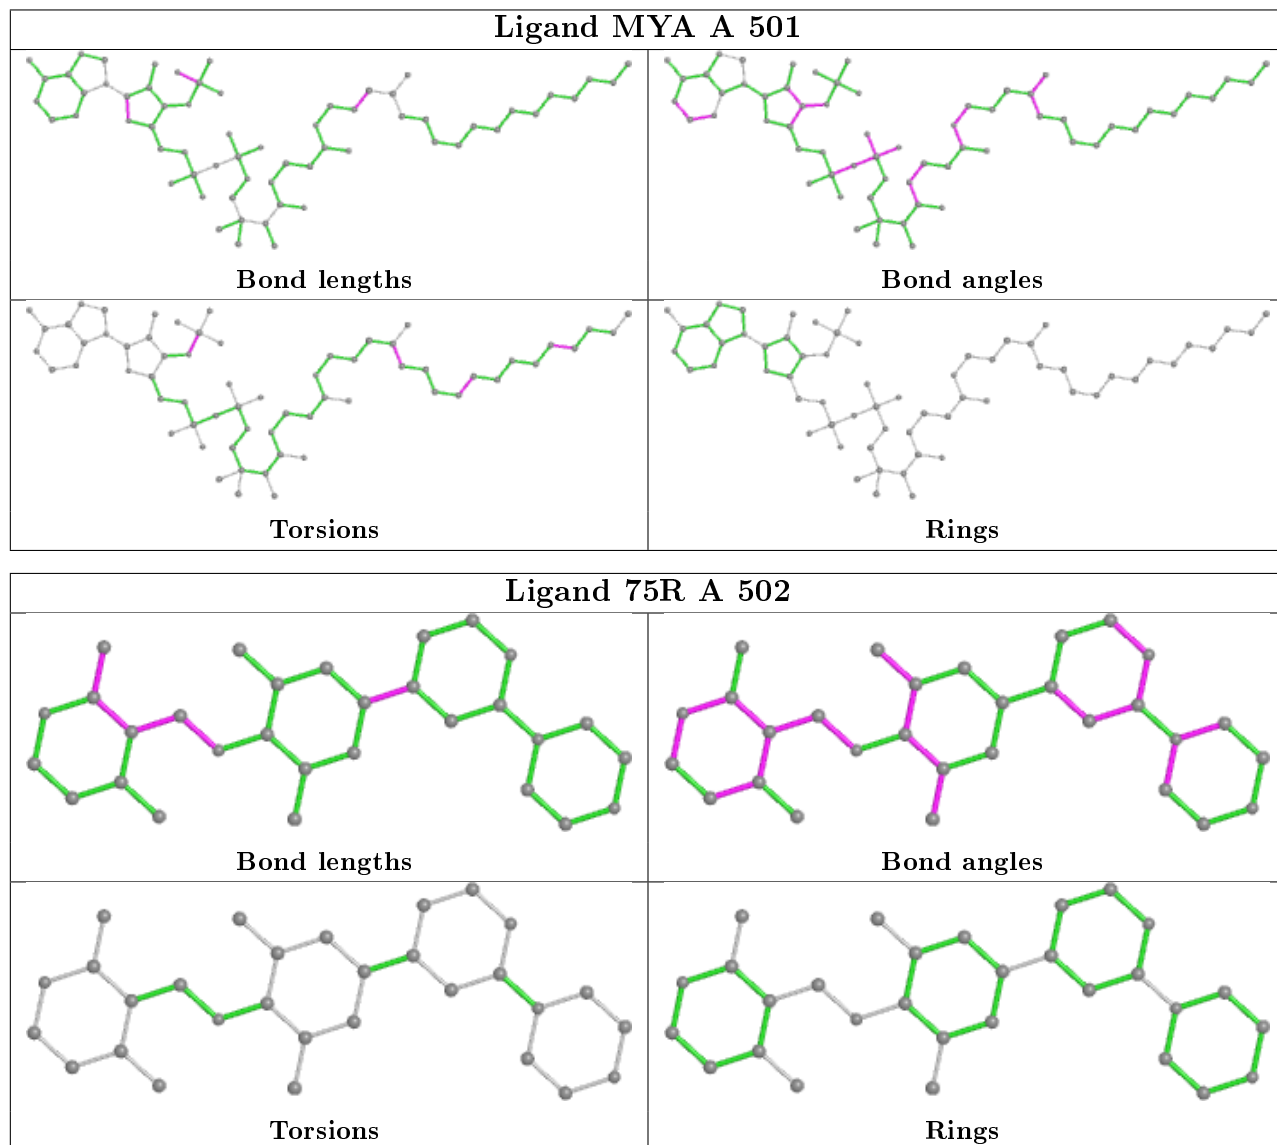 Ligand MYA A 501
Bond lengths
Bond angles
Torsions
Rings
Ligand 75R A 502
Bond lengths
Bond angles
Torsions
Rings